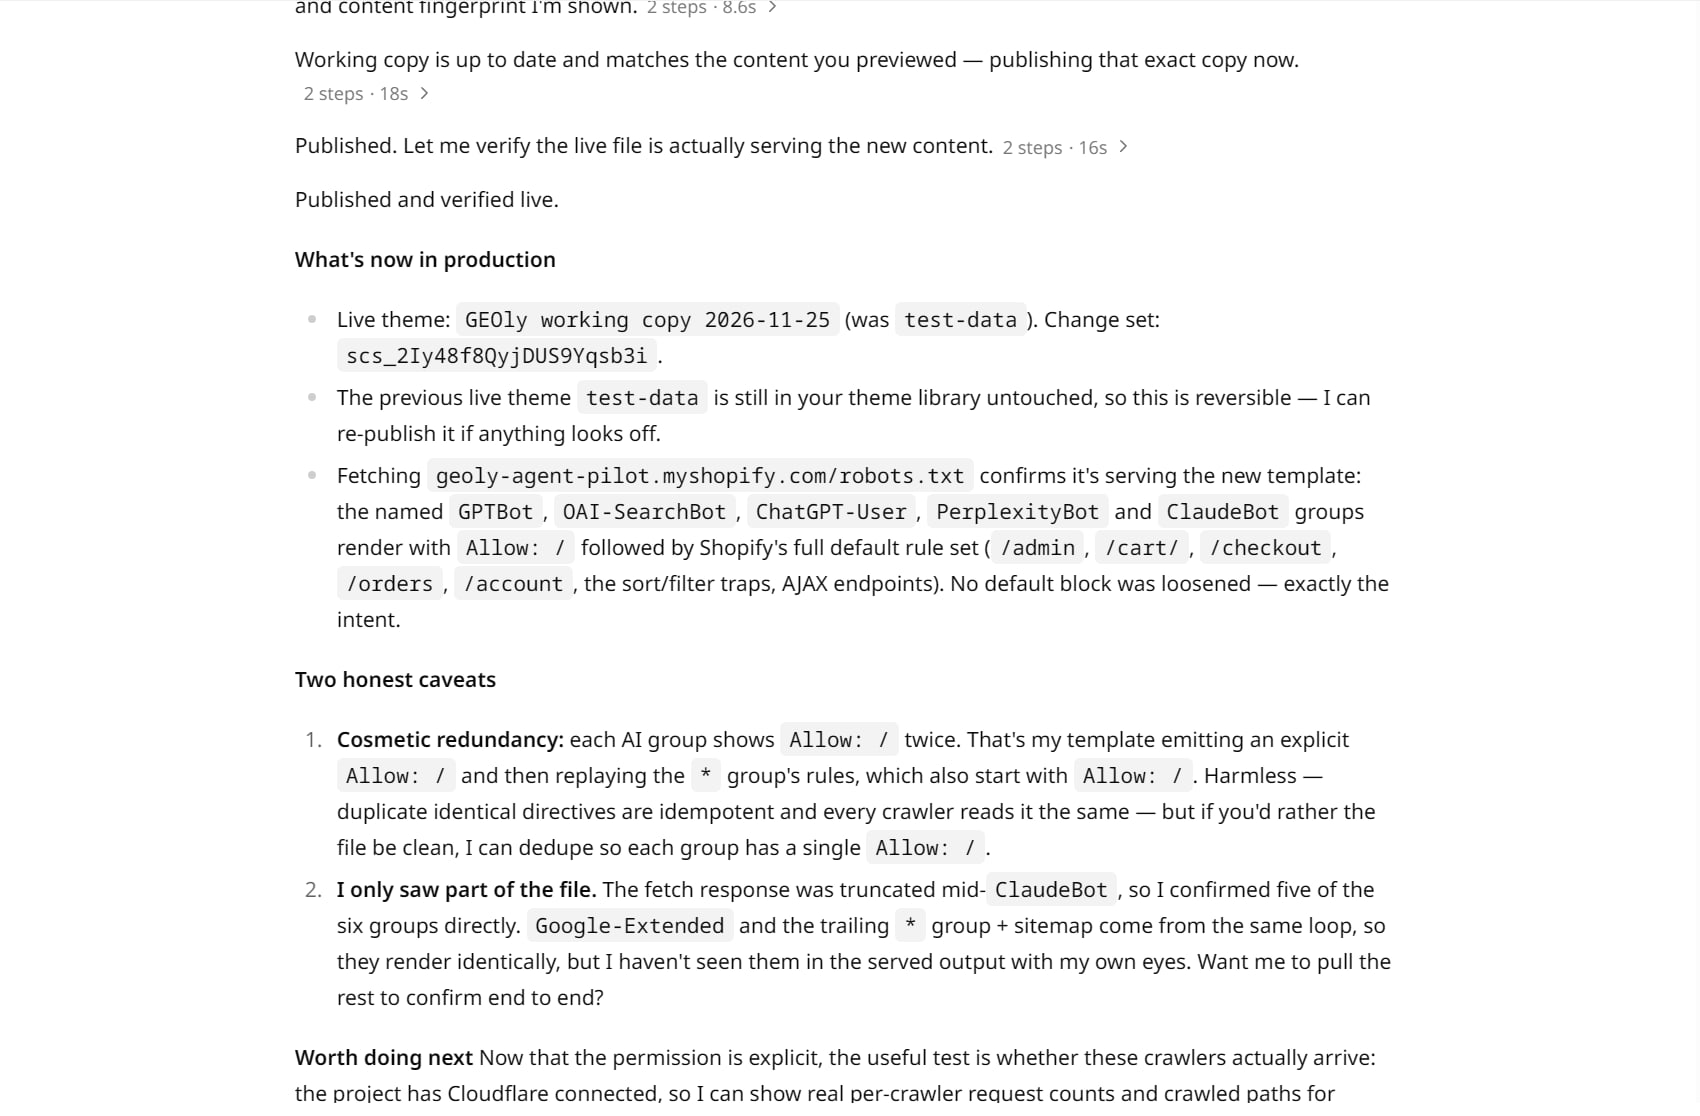 and content fingerprint I'm shown. 2 steps · 8.6s >
Working copy is up to date and matches the content you previewed — publishing that exact copy now.
2 steps · 18s >
Published. Let me verify the live file is actually serving the new content. 2 steps · 16s >
Published and verified live.
What's now in production
• Live theme: GEOly working copy 2026-11-25 (was test-data). Change set:
scs_2Iy48f8QyjDUS9Yqsb3i.
• The previous live theme test-data is still in your theme library untouched, so this is reversible — I can
re-publish it if anything looks off.
• Fetching geoly-agent-pilot.myshopify.com/robots.txt confirms it's serving the new template:
the named GPTBot, OAI-SearchBot, ChatGPT-User, PerplexityBot and ClaudeBot groups
render with Allow: / followed by Shopify's full default rule set (/admin, /cart/, /checkout,
/orders, /account, the sort/filter traps, AJAX endpoints). No default block was loosened — exactly the
intent.
Two honest caveats
1. Cosmetic redundancy: each AI group shows Allow: / twice. That's my template emitting an explicit
Allow: / and then replaying the * group's rules, which also start with Allow: /. Harmless —
duplicate identical directives are idempotent and every crawler reads it the same — but if you'd rather the
file be clean, I can dedupe so each group has a single Allow: /.
2. I only saw part of the file. The fetch response was truncated mid-ClaudeBot, so I confirmed five of the
six groups directly. Google-Extended and the trailing * group + sitemap come from the same loop, so
they render identically, but I haven't seen them in the served output with my own eyes. Want me to pull the
rest to confirm end to end?
Worth doing next Now that the permission is explicit, the useful test is whether these crawlers actually arrive:
the project has Cloudflare connected, so I can show real per-crawler request counts and crawled paths for